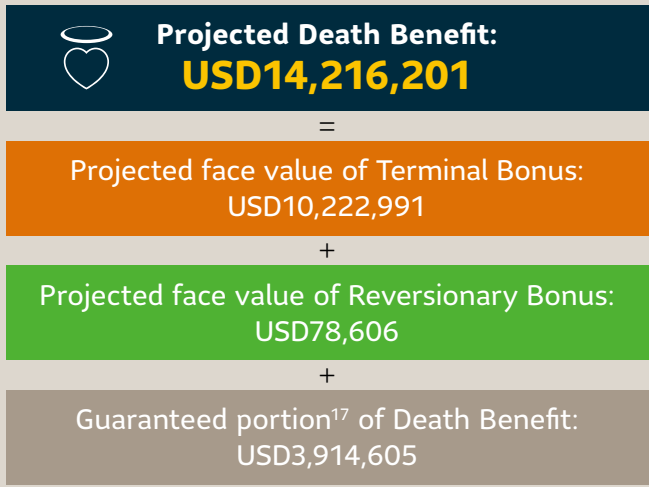 Projected Death Benefit:
USD14,216,201
=
Projected face value of Terminal Bonus:
USD10,222,991
+
Projected face value of Reversionary Bonus:
USD78,606
+
Guaranteed portion¹⁷ of Death Benefit:
USD3,914,605